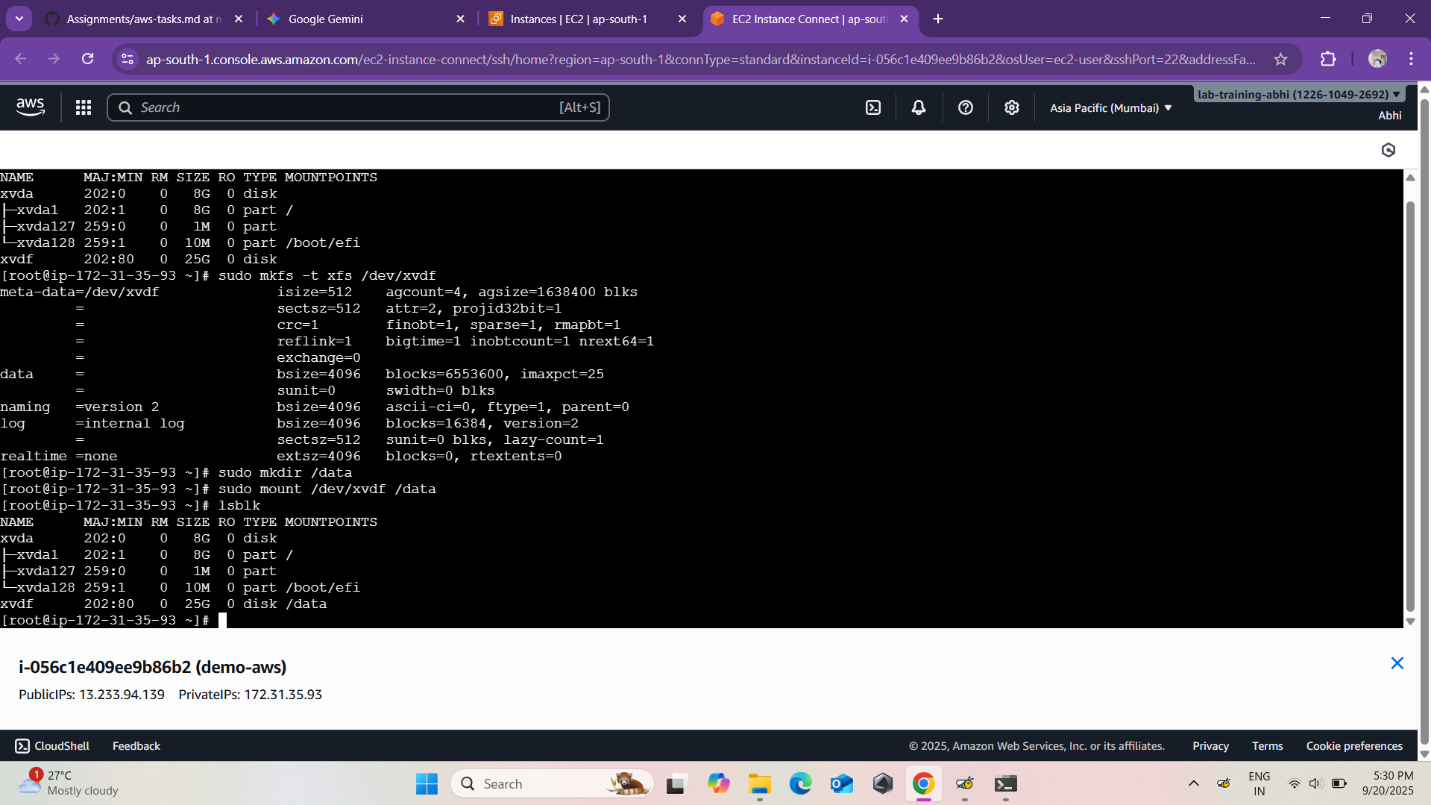 Assignments/aws-tasks.md at n
Google Gemini
Instances | EC2 | ap-south-1
EC2 Instance Connect | ap-sout
ap-south-1.console.aws.amazon.com/ec2-instance-connect/ssh/home?region=ap-south-1&connType=standard&instanceId=i-056c1e409ee9b86b2&osUser=ec2-user&sshPort=22&addressFa...
aws
Search [Alt+S]
Asia Pacific (Mumbai)
lab-training-abhi (1226-1049-2692)
Abhi
NAME      MAJ:MIN RM SIZE RO TYPE MOUNTPOINTS
xvda      202:0    0   8G  0 disk
├─xvda1   202:1    0   8G  0 part /
├─xvda127 259:0    0   1M  0 part
└─xvda128 259:1    0  10M  0 part /boot/efi
xvdf      202:80   0  25G  0 disk
[root@ip-172-31-35-93 ~]# sudo mkfs -t xfs /dev/xvdf
meta-data=/dev/xvdf              isize=512    agcount=4, agsize=1638400 blks
         =                       sectsz=512   attr=2, projid32bit=1
         =                       crc=1        finobt=1, sparse=1, rmapbt=1
         =                       reflink=1    bigtime=1 inobtcount=1 nrext64=1
         =                       exchange=0
data     =                       bsize=4096   blocks=6553600, imaxpct=25
         =                       sunit=0      swidth=0 blks
naming   =version 2              bsize=4096   ascii-ci=0, ftype=1, parent=0
log      =internal log           bsize=4096   blocks=16384, version=2
         =                       sectsz=512   sunit=0 blks, lazy-count=1
realtime =none                   extsz=4096   blocks=0, rtextents=0
[root@ip-172-31-35-93 ~]# sudo mkdir /data
[root@ip-172-31-35-93 ~]# sudo mount /dev/xvdf /data
[root@ip-172-31-35-93 ~]# lsblk
NAME      MAJ:MIN RM SIZE RO TYPE MOUNTPOINTS
xvda      202:0    0   8G  0 disk
├─xvda1   202:1    0   8G  0 part /
├─xvda127 259:0    0   1M  0 part
└─xvda128 259:1    0  10M  0 part /boot/efi
xvdf      202:80   0  25G  0 disk /data
[root@ip-172-31-35-93 ~]#
i-056c1e409ee9b86b2 (demo-aws)
PublicIPs: 13.233.94.139 PrivateIPs: 172.31.35.93
CloudShell Feedback © 2025, Amazon Web Services, Inc. or its affiliates. Privacy Terms Cookie preferences
1
27°C
Mostly cloudy
Search
ENG
IN
5:30 PM
9/20/2025